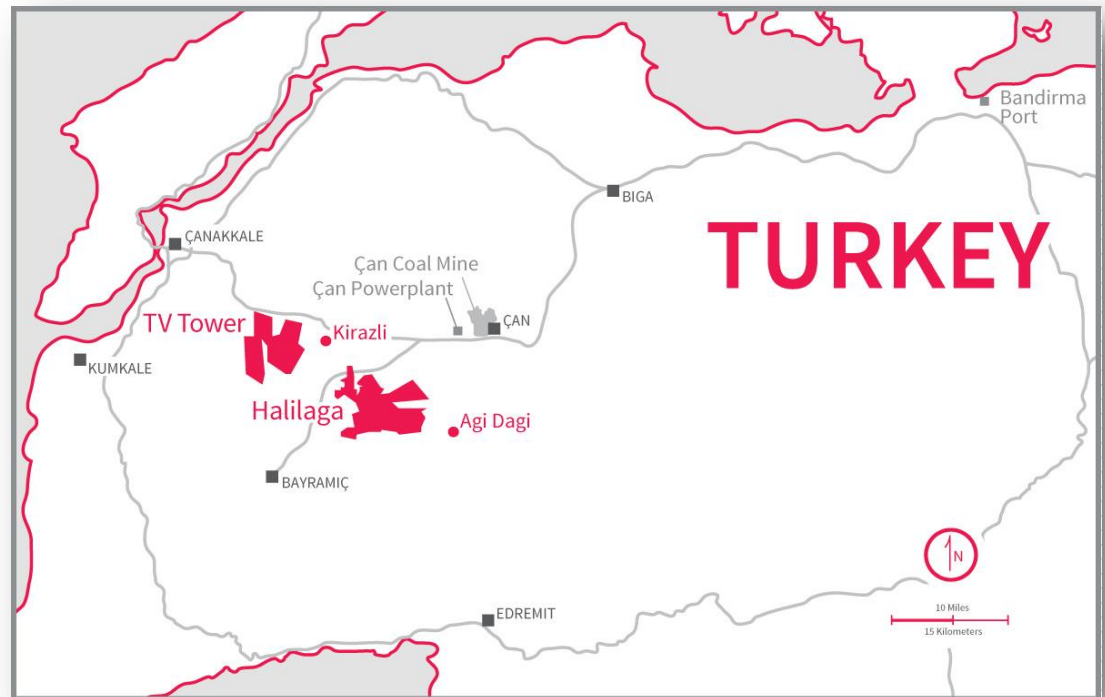 Bandirma
Port
BIGA
TURKEY
ÇANAKKALE
Çan Coal Mine
Çan Powerplant
TV Tower
Kirazli
ÇAN
KUMKALE
Halilaga
Agi Dagi
BAYRAMIÇ
N
EDREMIT
10 Miles
15 Kilometers